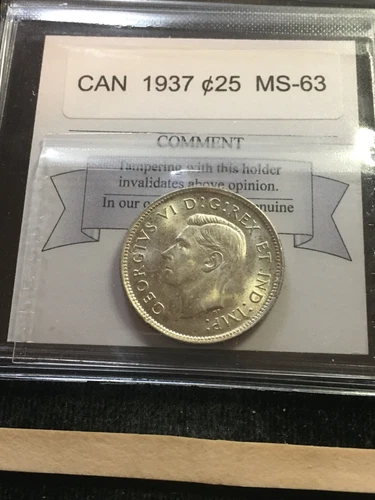 CAN 1937 ¢25 MS-63
COMMENT
Tampering with this holder
invalidates above opinion.
In our o enuine
GEORGIVS VI D:G:REX ET IND:IMP: